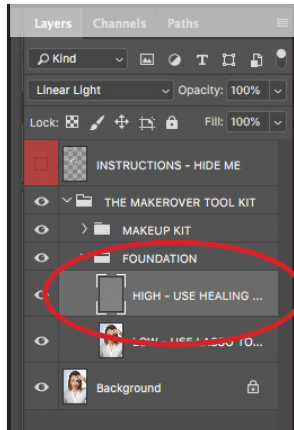 Layers Channels Paths
Kind T
Linear Light Opacity: 100%
Lock: Fill: 100%
INSTRUCTIONS - HIDE ME
THE MAKEOVER TOOL KIT
MAKEUP KIT
FOUNDATION
HIGH - USE HEALING ...
LOW - USE LASSO TO...
Background